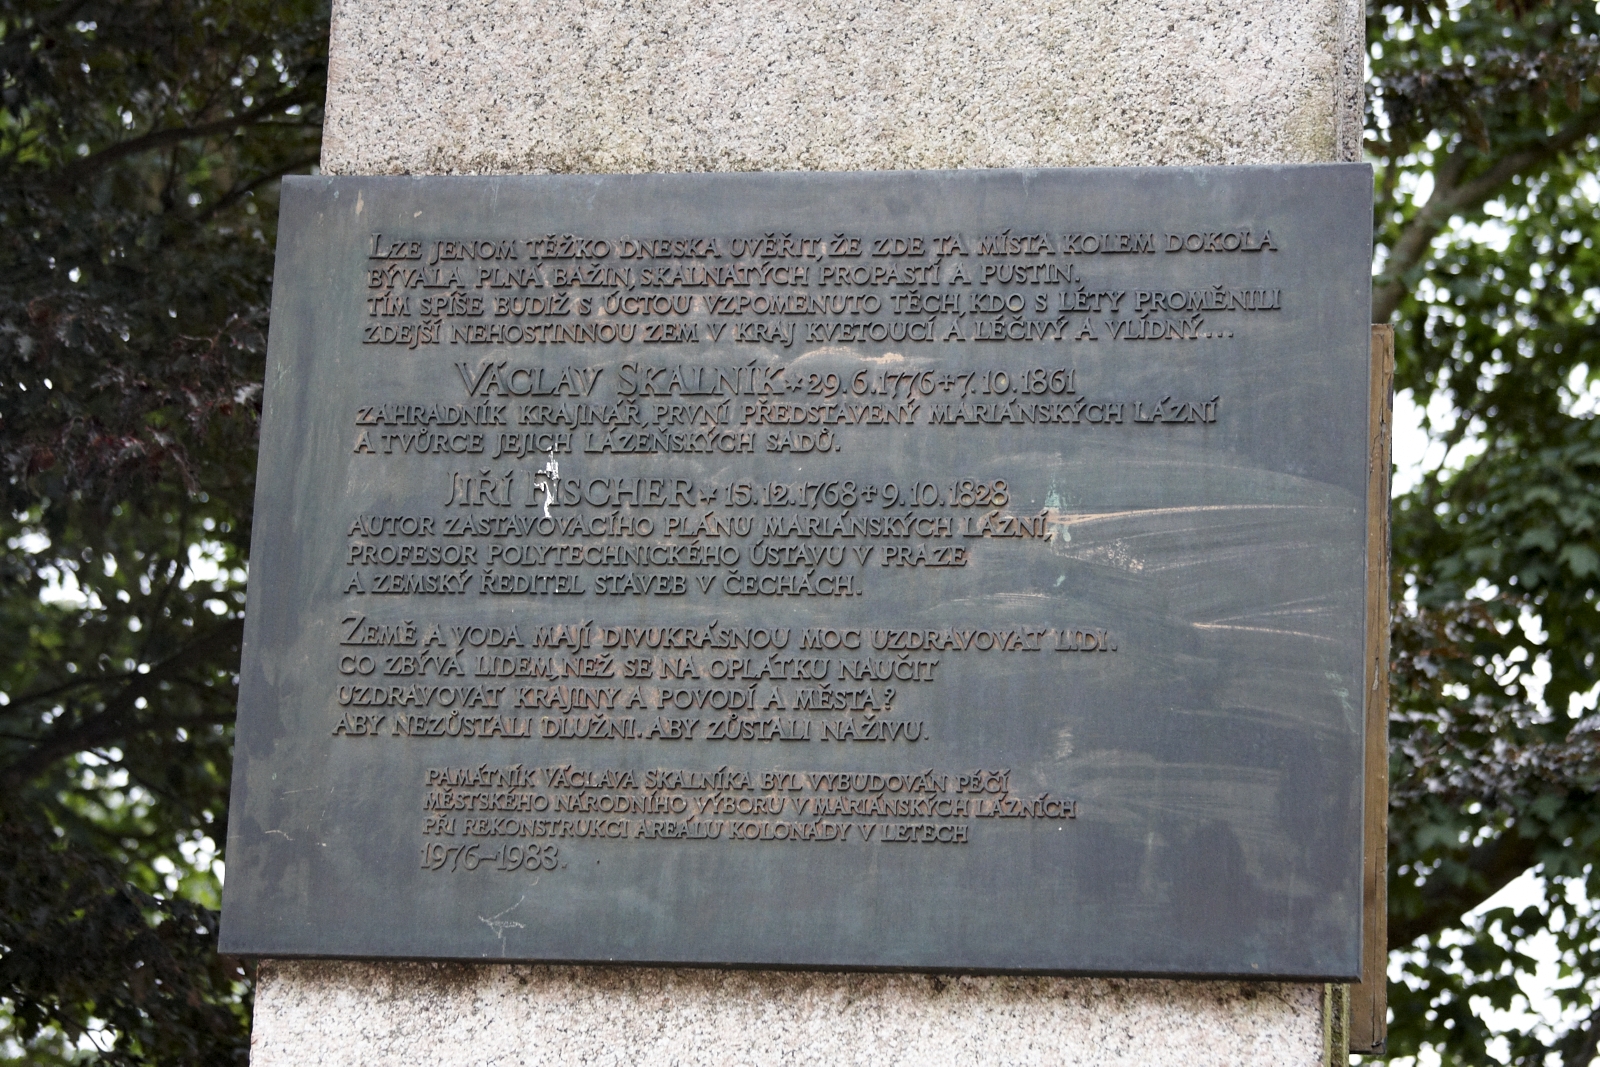 LZE JENOM TĚŽKO DNESKA UVĚŘIT, ŽE ZDE TA MÍSTA KOLEM DOKOLA
BÝVALA PLNÁ BAŽIN, SKALNATÝCH PROPASTÍ A PUSTIN.
TÍM SPÍŠE BUDIŽ S ÚCTOU VZPOMENUTO TĚCH, KDO S LÉTY PROMĚNILI
ZDEJŠÍ NEHOSTINNOU ZEM V KRAJ KVETOUCÍ A LÉČIVÝ A VLÍDNÝ...
VÁCLAV SKALNÍK * 29.6.1776 + 7.10.1861
ZAHRADNÍK KRAJINÁŘ, PRVNÍ PŘEDSTAVENÝ MARIÁNSKÝCH LÁZNÍ
A TVŮRCE JEJICH LÁZEŇSKÝCH SADŮ.
JIŘÍ FISCHER * 15.12.1768 + 9.10.1828
AUTOR ZASTAVOVACÍHO PLÁNU MARIÁNSKÝCH LÁZNÍ,
PROFESOR POLYTECHNICKÉHO ÚSTAVU V PRAZE
A ZEMSKÝ ŘEDITEL STAVEB V ČECHÁCH.
ZEMĚ A VODA MAJÍ DIVUKRÁSNOU MOC UZDRAVOVAT LIDI.
CO ZBÝVÁ LIDEM, NEŽ SE NA OPLÁTKU NAUČIT
UZDRAVOVAT KRAJINY A POVODÍ A MĚSTA?
ABY NEZŮSTALI DLUŽNI. ABY ZŮSTALI NAŽIVU.
PAMÁTNÍK VÁCLAVA SKALNÍKA BYL VYBUDOVÁN PÉČÍ
MĚSTSKÉHO NÁRODNÍHO VÝBORU V MARIÁNSKÝCH LÁZNÍCH
PŘI REKONSTRUKCI AREÁLU KOLONÁDY V LETECH
1976–1983.